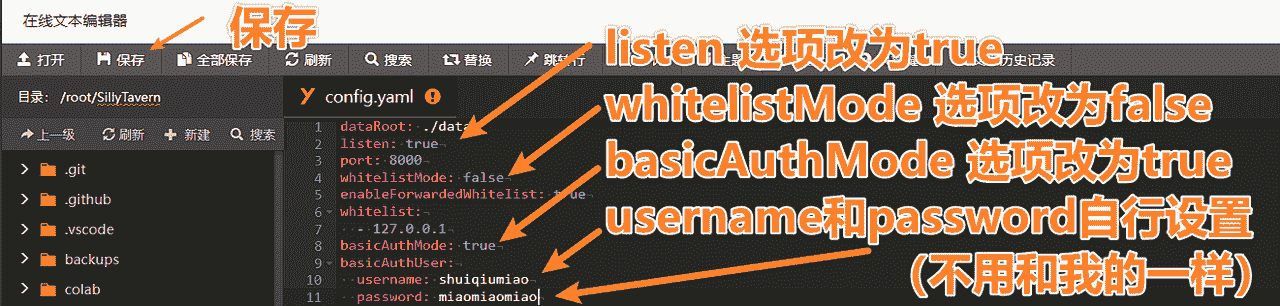 在线文本编辑器
保存
打开 保存 全部保存 刷新 搜索 替换 跳转行 历史记录
listen 选项改为true
whitelistMode 选项改为false
basicAuthMode 选项改为true
username和password自行设置
（不用和我的一样）
目录: /root/SillyTavern
上一级 刷新 新建 搜索
.git
.github
.vscode
backups
colab
config.yaml
1 dataRoot: ./data
2 listen: true
3 port: 8000
4 whitelistMode: false
5 enableForwardedWhitelist: true
6 whitelist:
7 - 127.0.0.1
8 basicAuthMode: true
9 basicAuthUser:
10 username: shuiqiumiao
11 password: miaomiaomiao